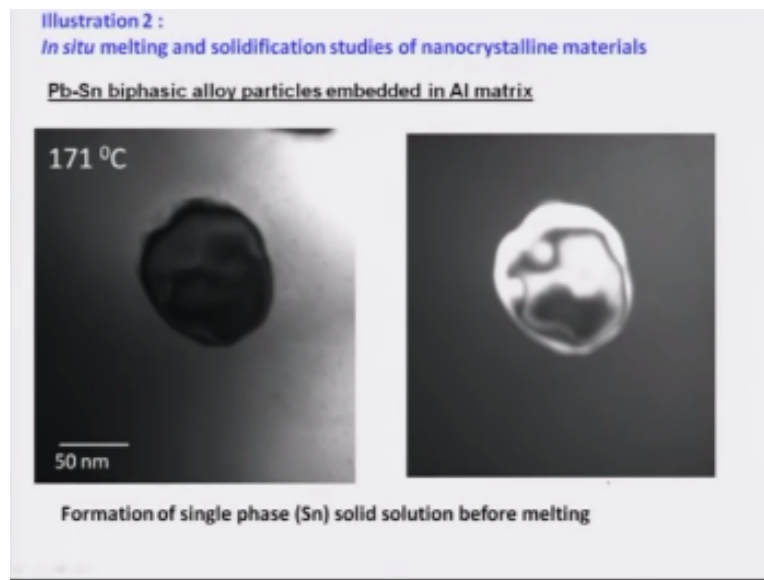 Illustration 2 :
In situ melting and solidification studies of nanocrystalline materials
Pb-Sn biphasic alloy particles embedded in Al matrix
171 ⁰C
50 nm
Formation of single phase (Sn) solid solution before melting